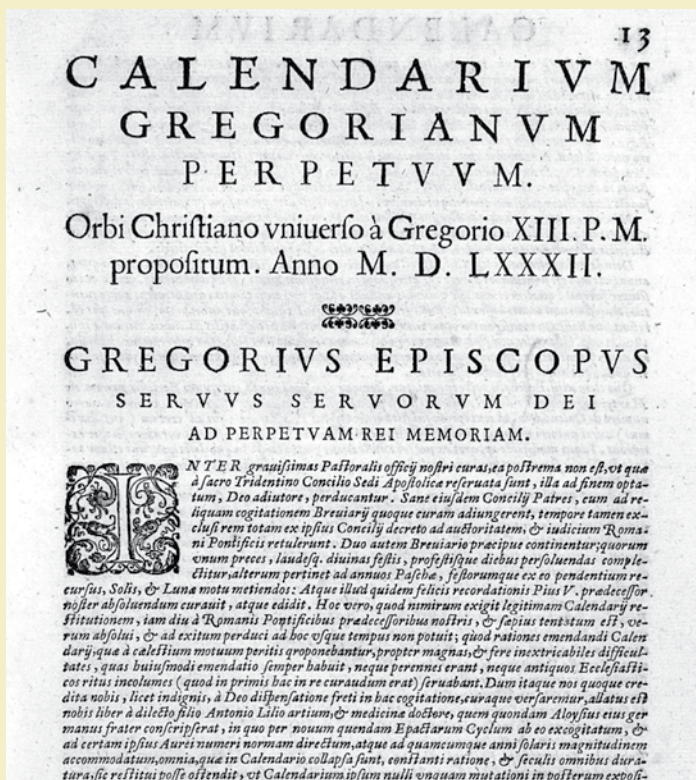 13
CALENDARIVM
GREGORIANVM
PERPETVVM.
Orbi Chriſtiano vniuerſo à Gregorio XIII. P. M.
propoſitum. Anno M. D. LXXXII.
GREGORIVS EPISCOPVS
SERVVS SERVORVM DEI
AD PERPETVAM REI MEMORIAM.
INTER grauiſsimas Paſtoralis officij noſtri curas, ea poſtrema non eſt, vt quæ
à ſacro Tridentino Concilio Sedi Apoſtolicæ reſeruata ſunt, illa ad finem opta-
tum, Deo adiutore, perducantur. Sane eiuſdem Concilij Patres, cum ad re-
liquam cogitationem Breuiarij quoque curam adiungerent, tempore tamen ex-
cluſi rem totam ex ipſius Concilij decreto ad auctoritatem, & iudicium Roma-
ni Pontificis retulerunt. Duo autem Breuiario præcipue continentur; quorum
vnum preces, laudeſq. diuinas feſtis, profeſtiſque diebus perſoluendas comple-
ctitur, alterum pertinet ad annuos Paſchæ, feſtorumque ex eo pendentium re-
curſus, Solis, & Lunæ motu metiendos: Atque illud quidem felicis recordationis Pius V. prædeceſſor
noſter abſoluendum curauit, atque edidit. Hoc vero, quod nimirum exigit legitimam Calendarij re-
ſtitutionem, iam diu à Romanis Pontificibus prædeceſſoribus noſtris, & ſæpius tentatum eſt, ve-
rum abſolui, & ad exitum perduci ad hoc vſque tempus non potuit; quod rationes emendandi Calen
darij, quæ à cæleſtium motuum peritis proponebantur, propter magnas, & fere inextricabiles difficul-
tates, quas huiuſmodi emendatio ſemper habuit, neque perennes erant, neque antiquos Eccleſiaſti-
cos ritus incolumes (quod in primis hac in re curandum erat) ſeruabant. Dum itaque nos quoque cre-
dita nobis, licet indignis, à Deo diſpenſatione freti in hac cogitatione, curaque verſaremur, allatus eſt
nobis liber à dilecto filio Antonio Lilio artium, & medicinæ doctore, quem quondam Aloyſius eius ger
manus frater conſcripſerat, in quo per nouum quendam Epactarum Cyclum ab eo excogitatum, &
ad certam ipſius Aurei numeri normam directum, atque ad quamcumque anni ſolaris magnitudinem
accommodatum, omnia, quæ in Calendario collapſa ſunt, conſtanti ratione, & ſeculis omnibus dura-
tura, ſic reſtitui poſſe oſtendit, vt Calendarium ipſum nulli vnquam mutationi in poſterum expoſi-